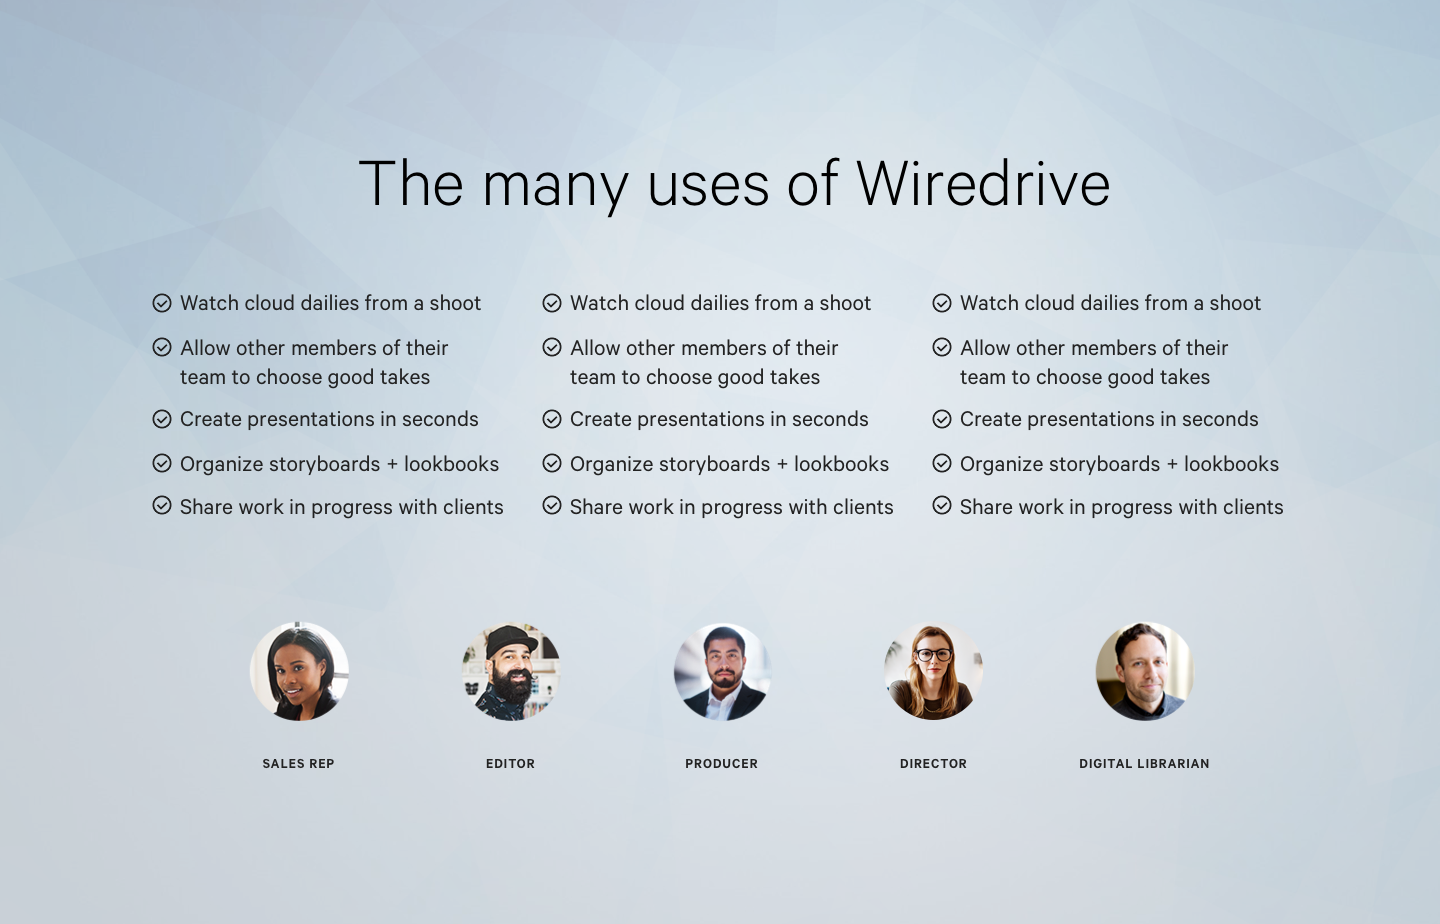 The many uses of Wiredrive
Watch cloud dailies from a shoot
Allow other members of their
team to choose good takes
Create presentations in seconds
Organize storyboards + lookbooks
Share work in progress with clients
Watch cloud dailies from a shoot
Allow other members of their
team to choose good takes
Create presentations in seconds
Organize storyboards + lookbooks
Share work in progress with clients
Watch cloud dailies from a shoot
Allow other members of their
team to choose good takes
Create presentations in seconds
Organize storyboards + lookbooks
Share work in progress with clients
SALES REP
EDITOR
PRODUCER
DIRECTOR
DIGITAL LIBRARIAN